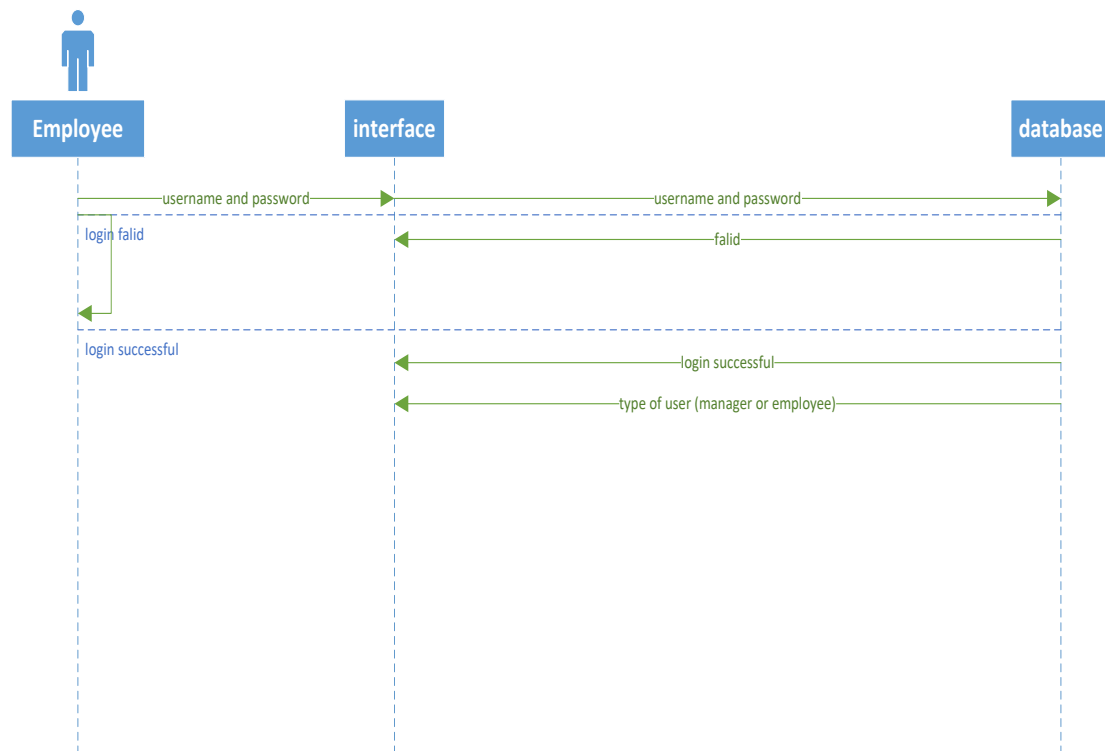 Employee
interface
database
username and password
username and password
login falid
falid
login successful
login successful
type of user (manager or employee)